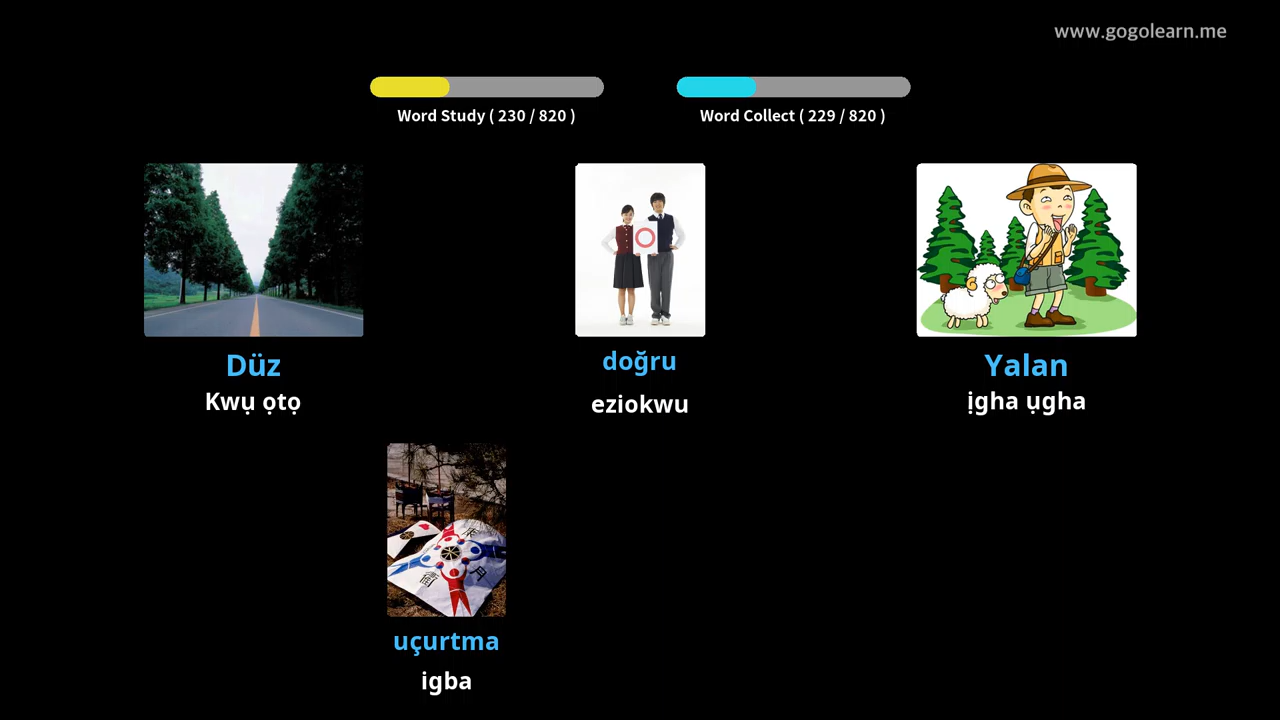 www.gogolearn.me
Word Study ( 230 / 820 )
Word Collect ( 229 / 820 )
Düz
Kwụ ọtọ
doğru
eziokwu
Yalan
ịgha ụgha
uçurtma
igba